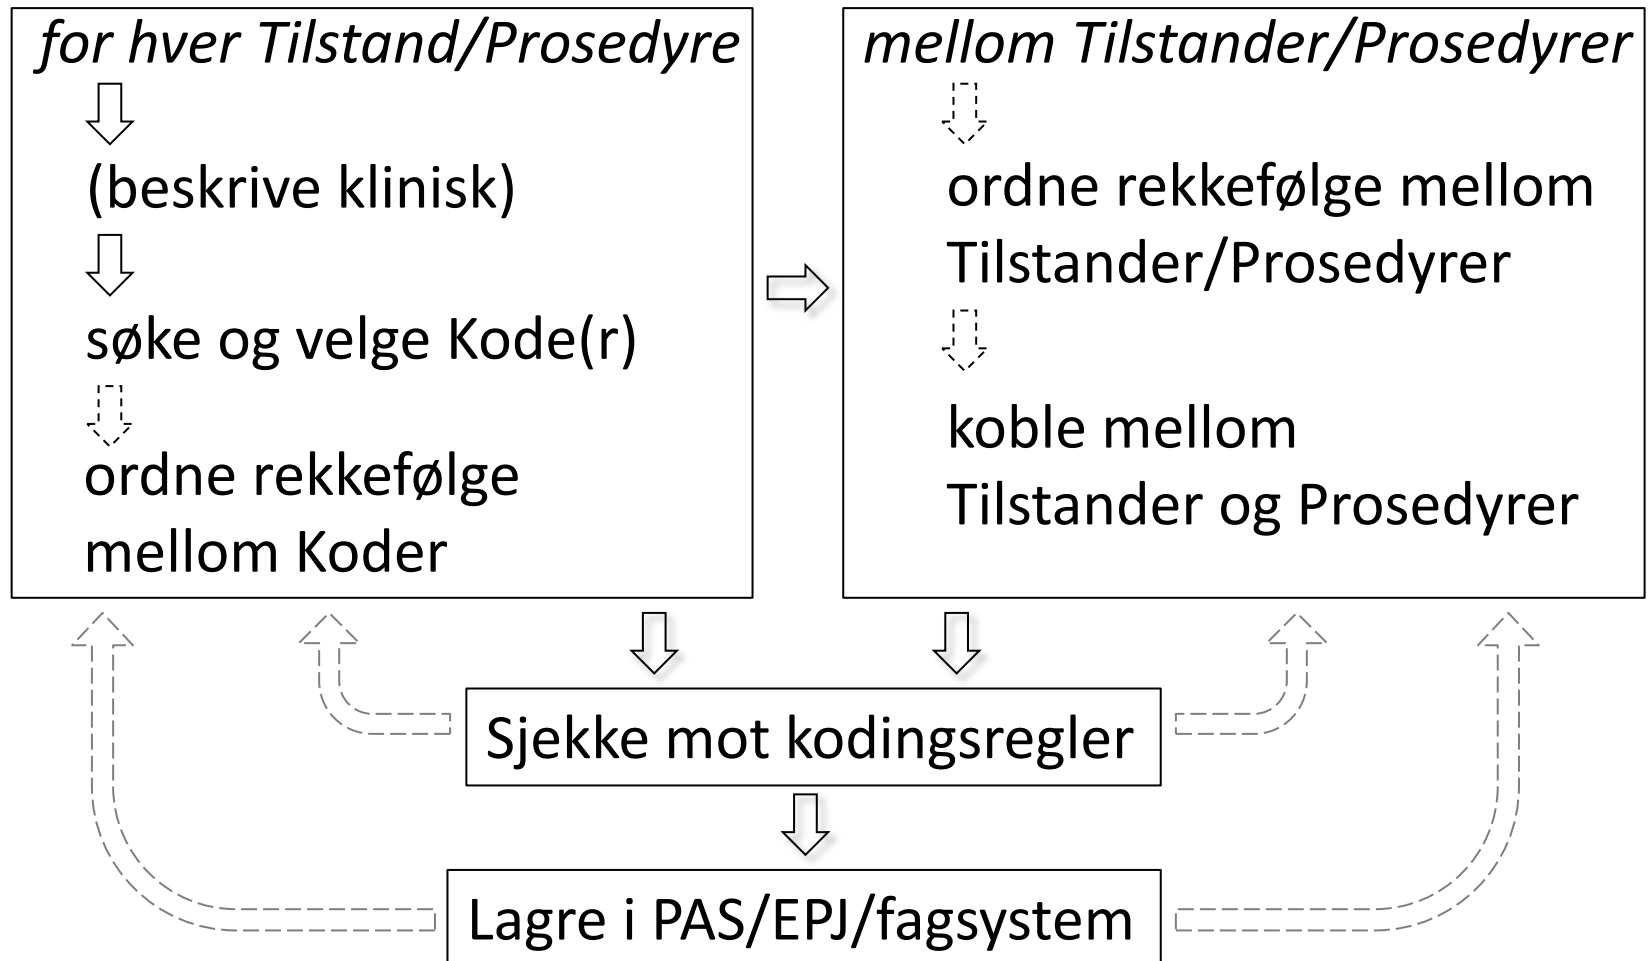 for hver Tilstand/Prosedyre
(beskrive klinisk)
søke og velge Kode(r)
ordne rekkefølge
mellom Koder
mellom Tilstander/Prosedyrer
ordne rekkefølge mellom
Tilstander/Prosedyrer
koble mellom
Tilstander og Prosedyrer
Sjekke mot kodingsregler
Lagre i PAS/EPJ/fagsystem